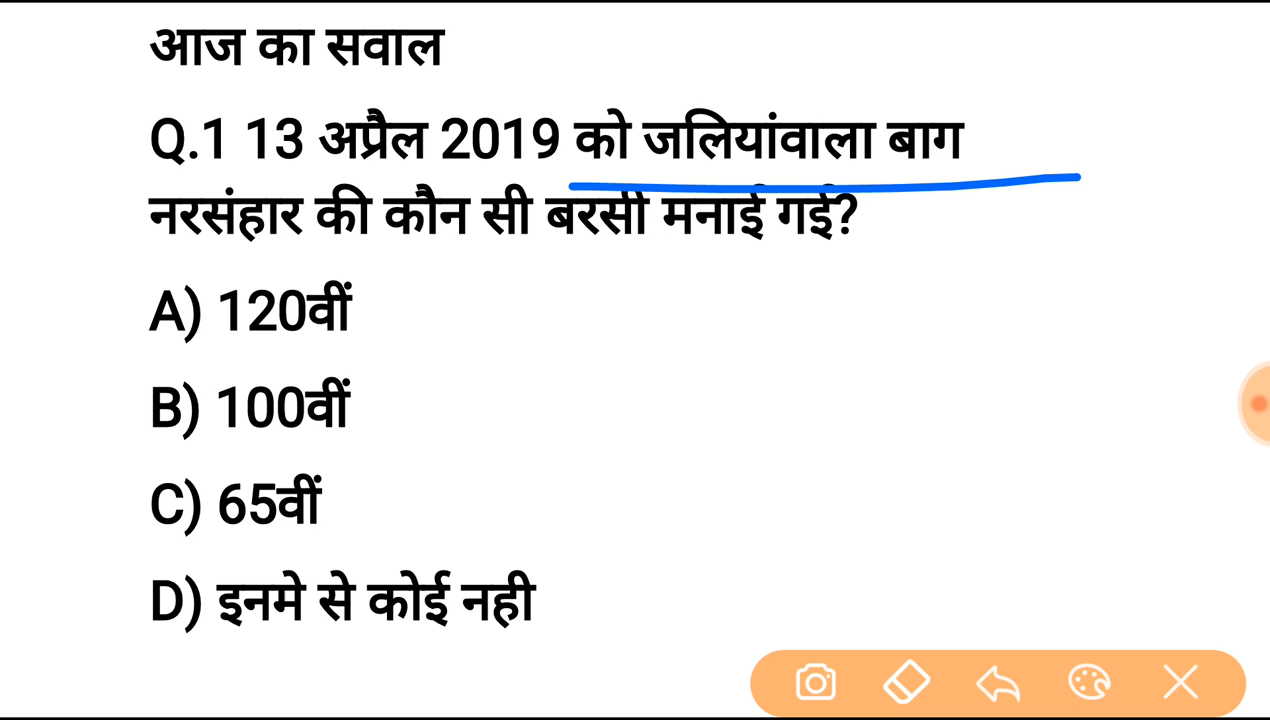 आज का सवाल
Q.1 13 अप्रैल 2019 को जलियांवाला बाग
नरसंहार की कौन सी बरसी मनाई गई?
A) 120वीं
B) 100वीं
C) 65वीं
D) इनमे से कोई नही